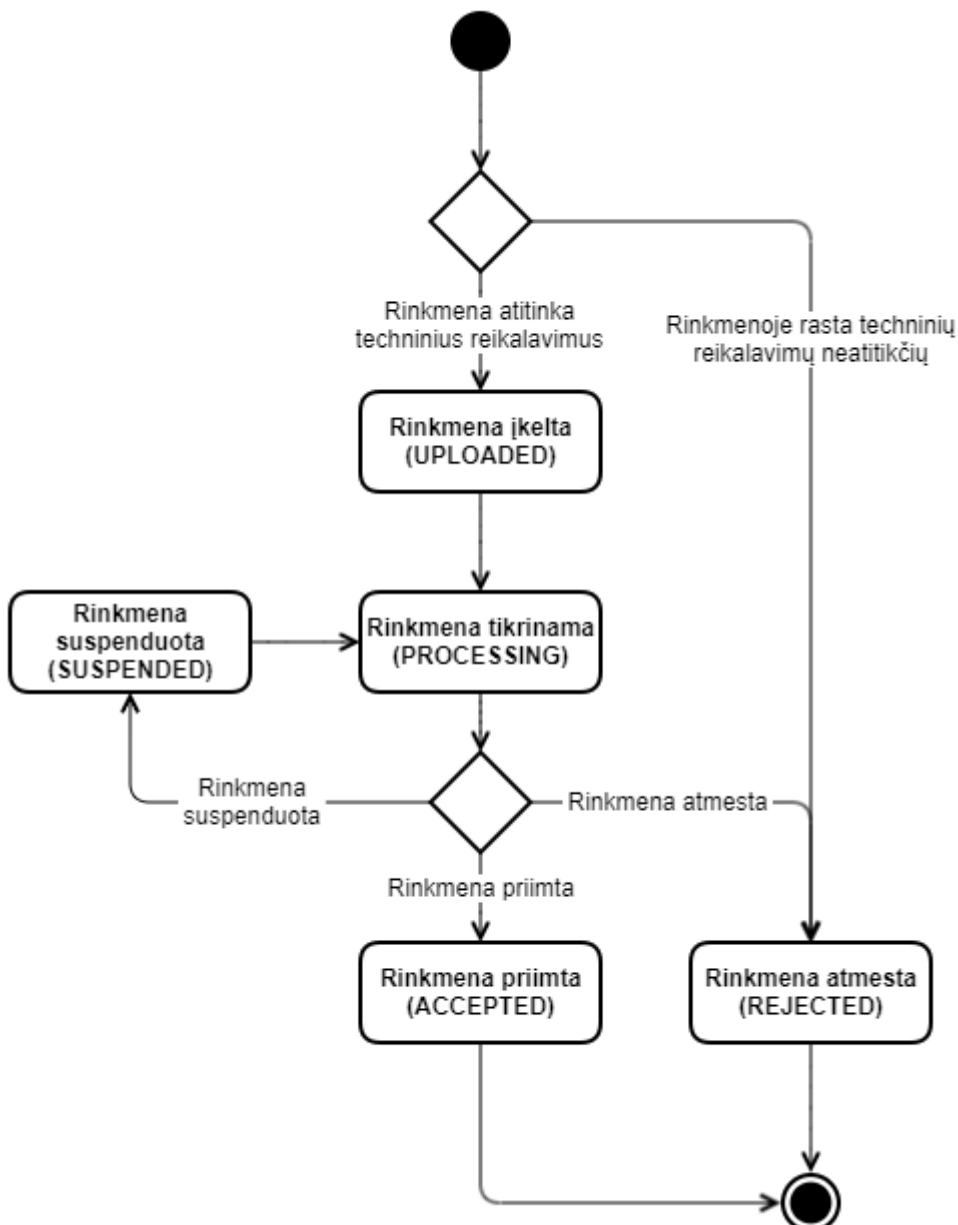 Rinkmena atitinka
techninius reikalavimus
Rinkmenoje rasta techninių
reikalavimų neatitikčių
Rinkmena įkelta
(UPLOADED)
Rinkmena
suspenduota
(SUSPENDED)
Rinkmena tikrinama
(PROCESSING)
Rinkmena
suspenduota
Rinkmena atmesta
Rinkmena priimta
Rinkmena priimta
(ACCEPTED)
Rinkmena atmesta
(REJECTED)